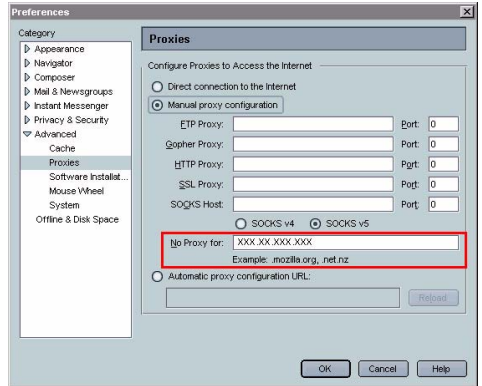 Preferences
Category
Appearance
Navigator
Composer
Mail & Newsgroups
Instant Messenger
Privacy & Security
Advanced
Cache
Proxies
Software Installat...
Mouse Wheel
System
Offline & Disk Space
Proxies
Configure Proxies to Access the Internet
Direct connection to the Internet
Manual proxy configuration
FTP Proxy: Port: 0
Gopher Proxy: Port: 0
HTTP Proxy: Port: 0
SSL Proxy: Port: 0
SOCKS Host: Port: 0
SOCKS v4 SOCKS v5
No Proxy for: XXX.XX.XXX.XXX
Example: .mozilla.org, .net.nz
Automatic proxy configuration URL:
Reload
OK Cancel Help